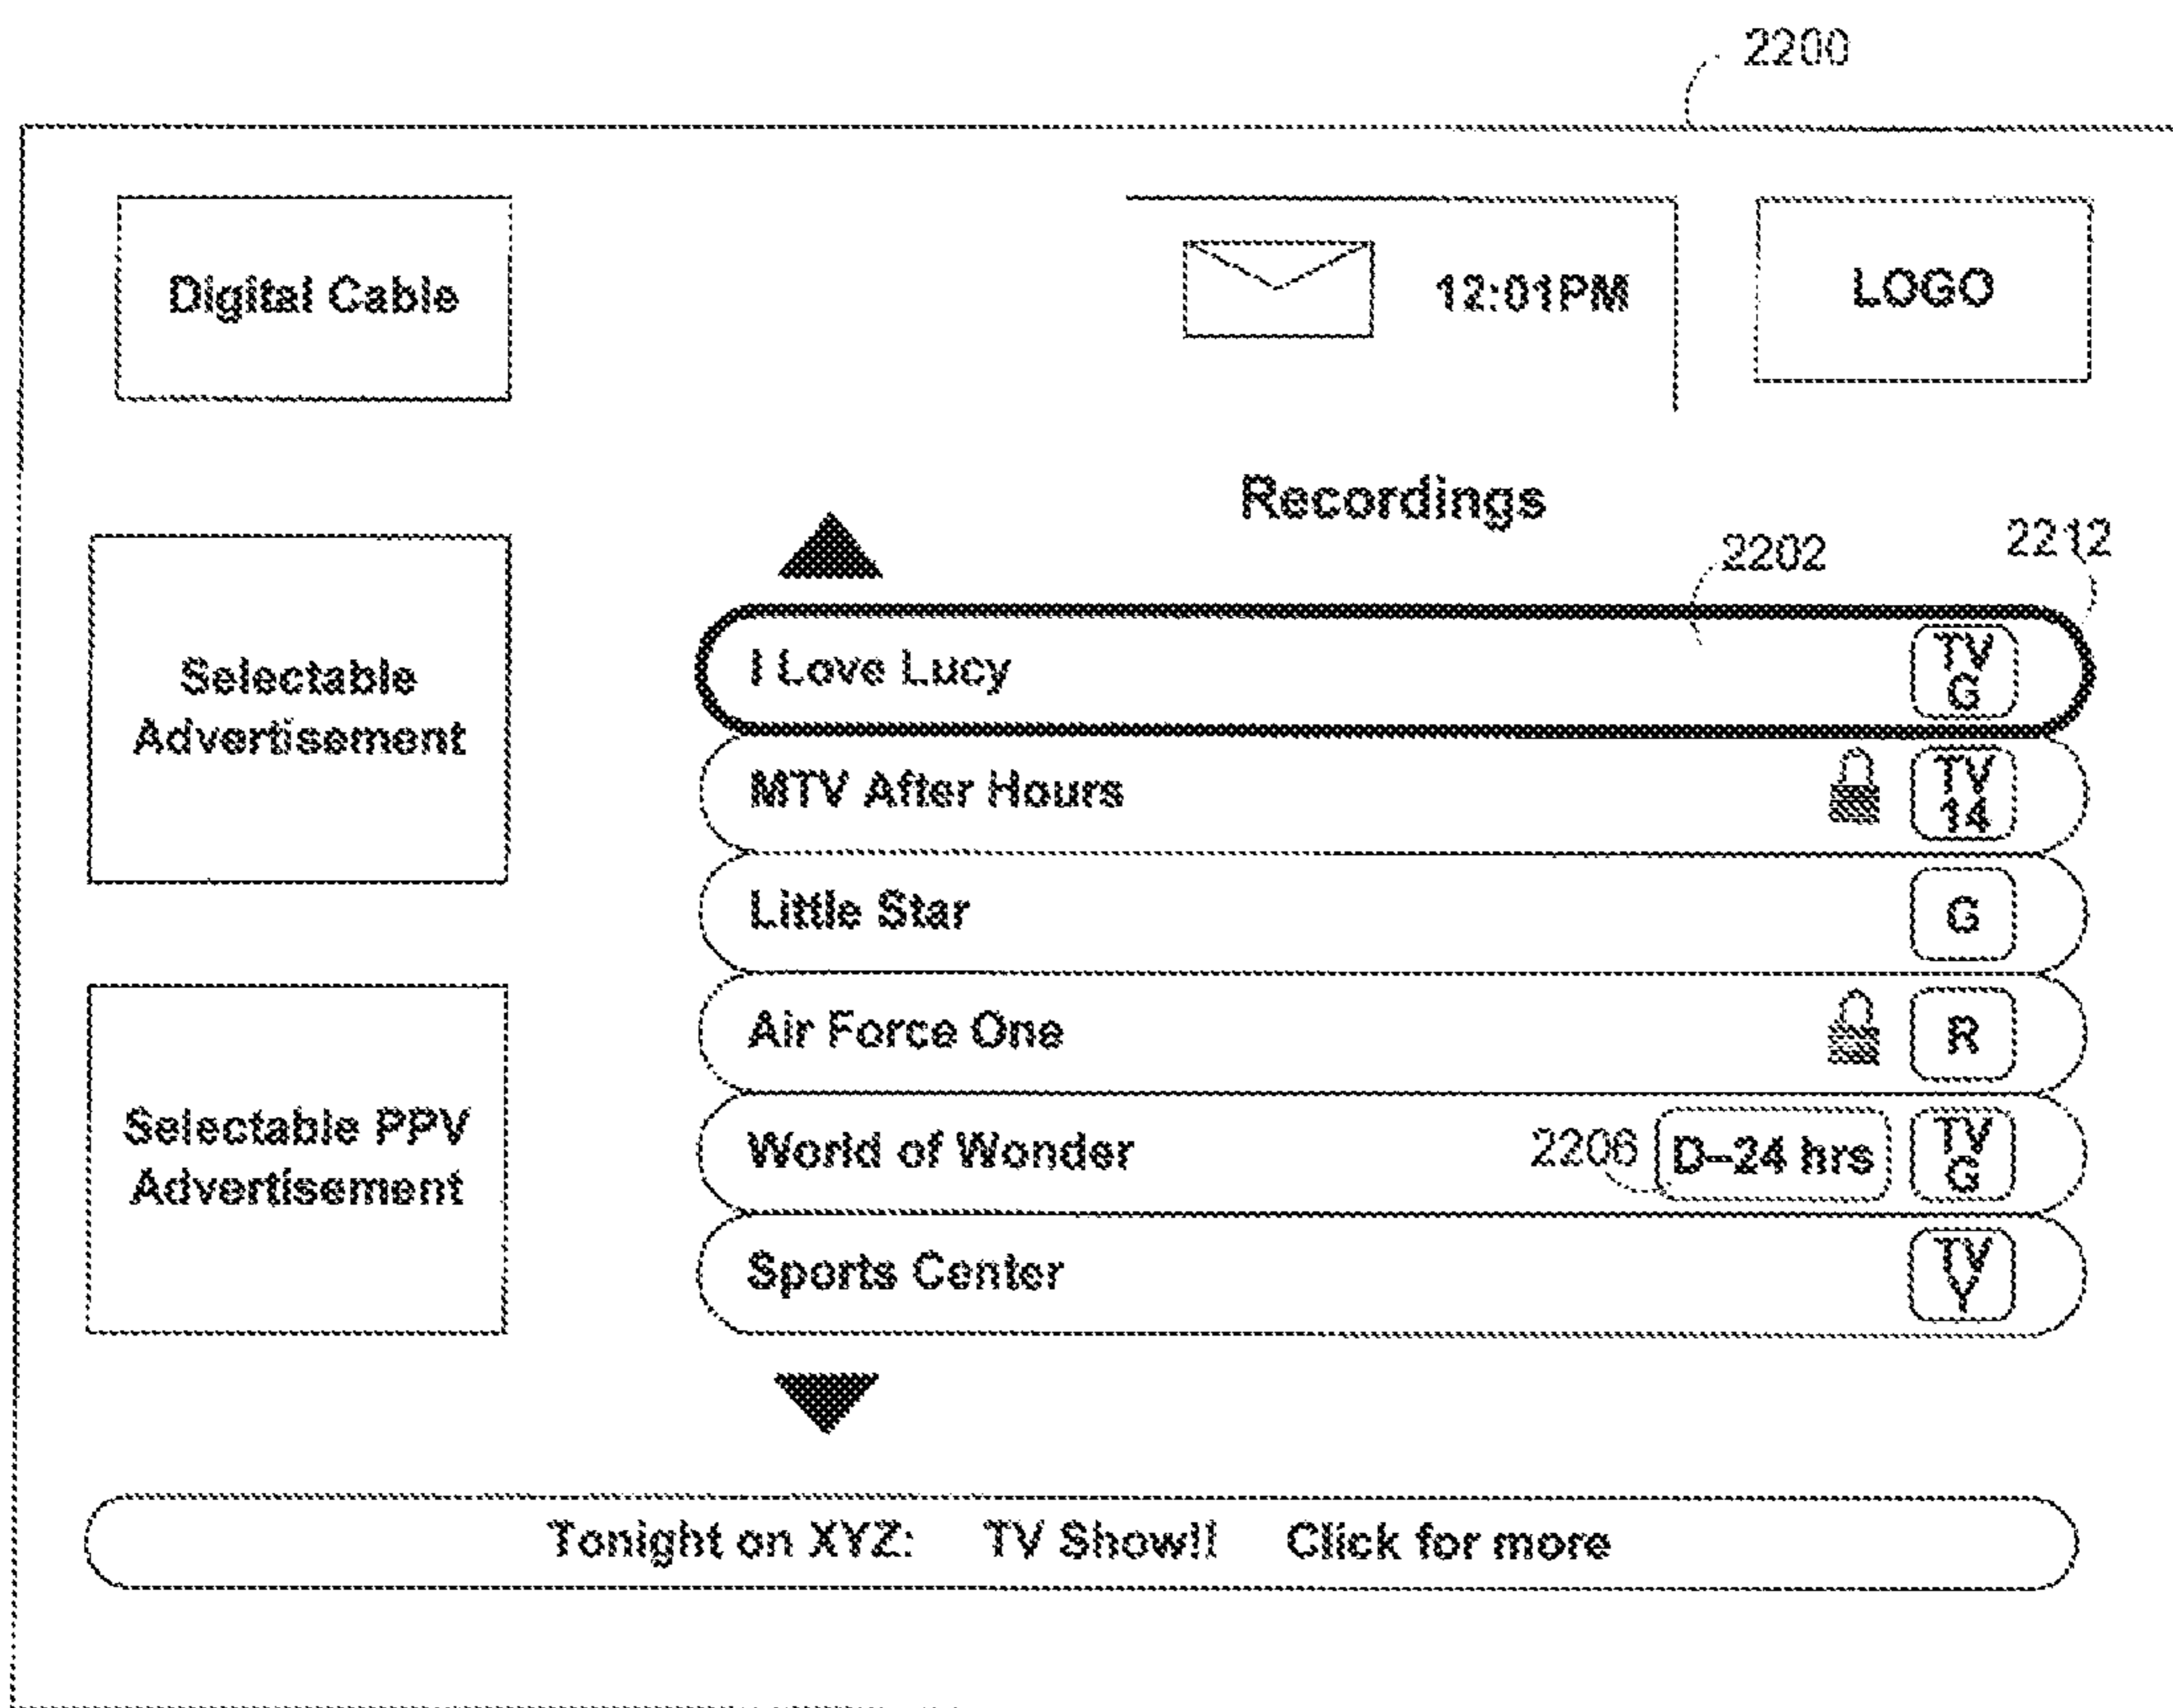 2200
Digital Cable
12:01PM
LOGO
Recordings
2202
2212
Selectable
Advertisement
I Love Lucy
TV
G
MTV After Hours
TV
14
Little Star
G
Air Force One
R
Selectable PPV
Advertisement
World of Wonder
2206
D–24 hrs
TV
G
Sports Center
TV
Y
Tonight on XYZ: TV Show!! Click for more